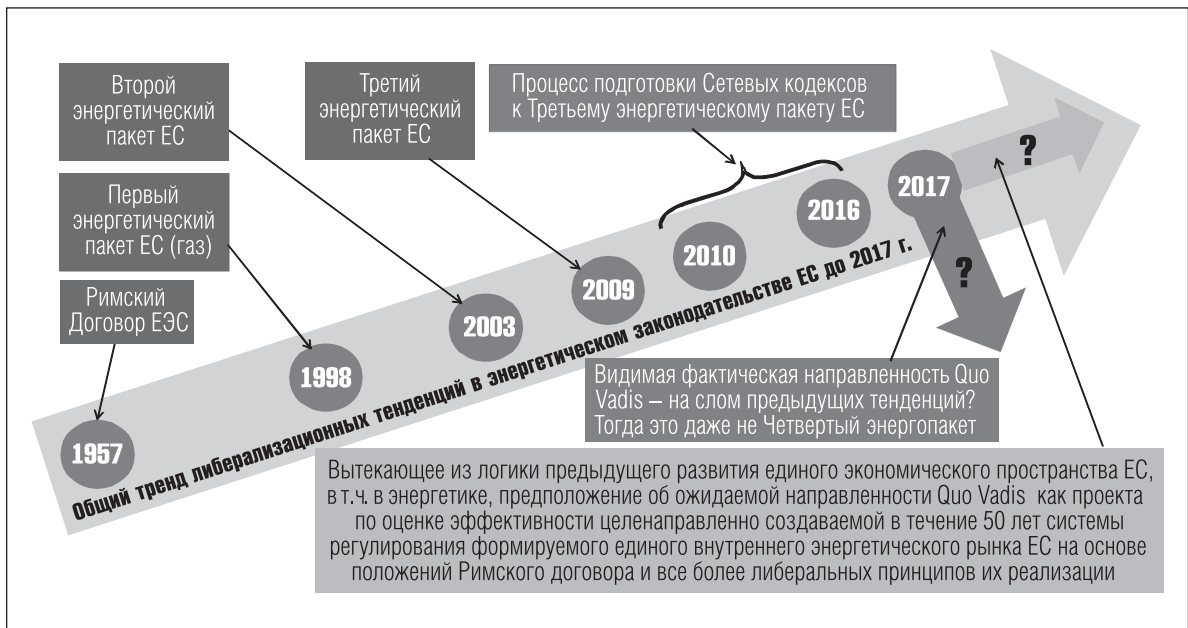 Второй
энергетический
пакет ЕС
Третий
энергетический
пакет ЕС
Процесс подготовки Сетевых кодексов
к Третьему энергетическому пакету ЕС
Первый
энергетический
пакет ЕС (газ)
Римский
Договор ЕЭС
1957
1998
2003
2009
2010
2016
2017
?
?
Общий тренд либерализационных тенденций в энергетическом законодательстве ЕС до 2017 г.
Видимая фактическая направленность Quo
Vadis – на слом предыдущих тенденций?
Тогда это даже не Четвертый энергопакет
Вытекающее из логики предыдущего развития единого экономического пространства ЕС,
в т.ч. в энергетике, предположение об ожидаемой направленности Quo Vadis как проекта
по оценке эффективности целенаправленно создаваемой в течение 50 лет системы
регулирования формируемого единого внутреннего энергетического рынка ЕС на основе
положений Римского договора и все более либеральных принципов их реализации